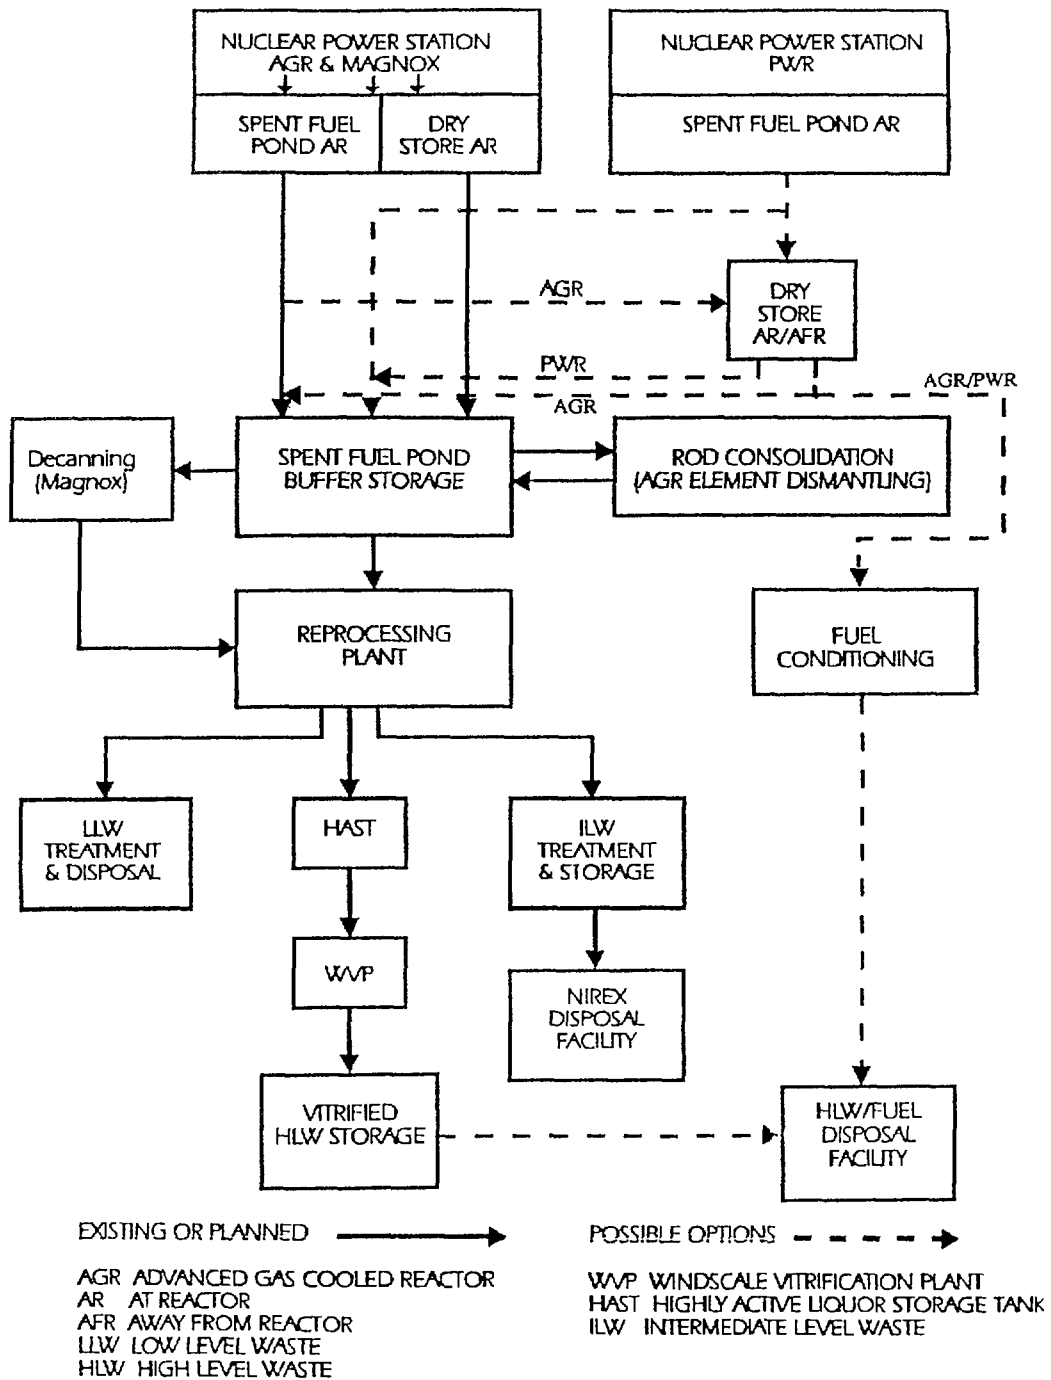 NUCLEAR POWER STATION
AGR & MAGNOX
SPENT FUEL
POND AR
DRY
STORE AR
NUCLEAR POWER STATION
PWR
SPENT FUEL POND AR
AGR
DRY
STORE
AR/AFR
PWR
AGR
AGR/PWR
Decanning
(Magnox)
SPENT FUEL POND
BUFFER STORAGE
ROD CONSOLIDATION
(AGR ELEMENT DISMANTLING)
REPROCESSING
PLANT
FUEL
CONDITIONING
LLW
TREATMENT
& DISPOSAL
HAST
ILW
TREATMENT
& STORAGE
WVP
NIREX
DISPOSAL
FACILITY
VITRIFIED
HLW STORAGE
HLW/FUEL
DISPOSAL
FACILITY
EXISTING OR PLANNED
POSSIBLE OPTIONS
AGR ADVANCED GAS COOLED REACTOR
AR AT REACTOR
AFR AWAY FROM REACTOR
LLW LOW LEVEL WASTE
HLW HIGH LEVEL WASTE
WVP WINDSCALE VITRIFICATION PLANT
HAST HIGHLY ACTIVE LIQUOR STORAGE TANK
ILW INTERMEDIATE LEVEL WASTE